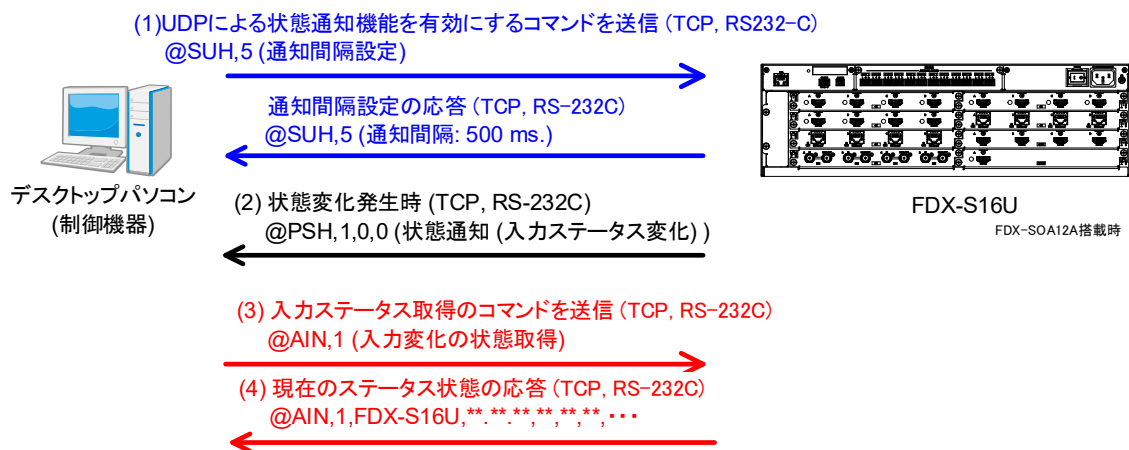 (1)UDPによる状態通知機能を有効にするコマンドを送信 (TCP, RS232-C)
@SUH,5 (通知間隔設定)
通知間隔設定の応答 (TCP, RS-232C)
@SUH,5 (通知間隔: 500 ms.)
デスクトップパソコン
(制御機器)
(2) 状態変化発生時 (TCP, RS-232C)
@PSH,1,0,0 (状態通知 (入力ステータス変化) )
FDX-S16U
FDX-SOA12A搭載時
(3) 入力ステータス取得のコマンドを送信 (TCP, RS-232C)
@AIN,1 (入力変化の状態取得)
(4) 現在のステータス状態の応答 (TCP, RS-232C)
@AIN,1,FDX-S16U,**.**.**,**,**,**,･･･